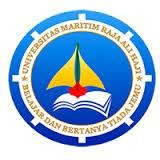 UNIVERSITAS MARITIM RAJA ALI HAJI
BELAJAR DAN BERTANYA TIADA JEMU